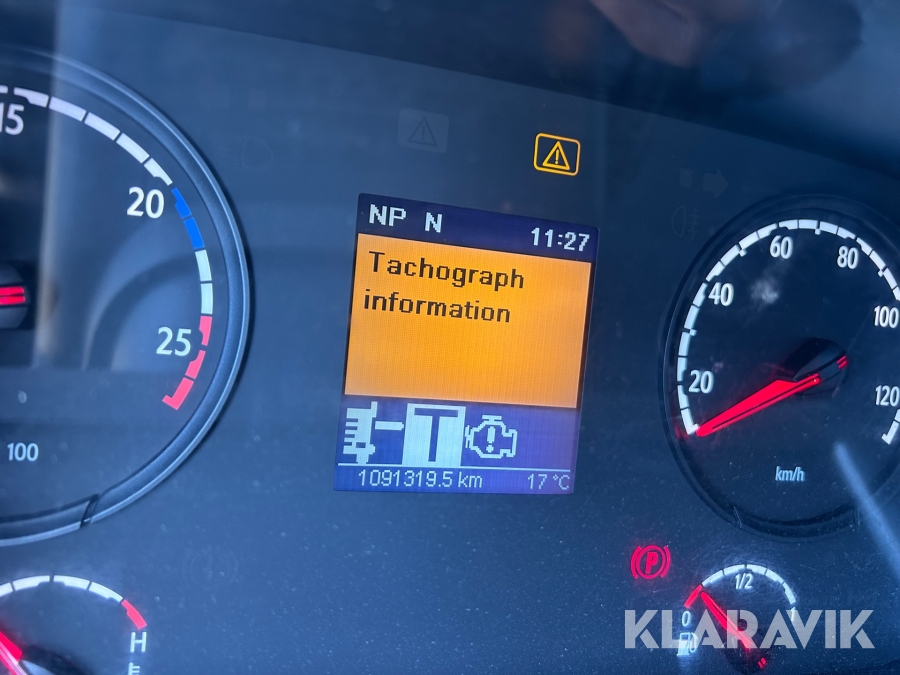 15
20
25
100
H
NP N 11:27
Tachograph
information
T
1091319.5 km 17 °C
20
40
60
80
100
120
km/h
P
0
1/2
KLARAVIK